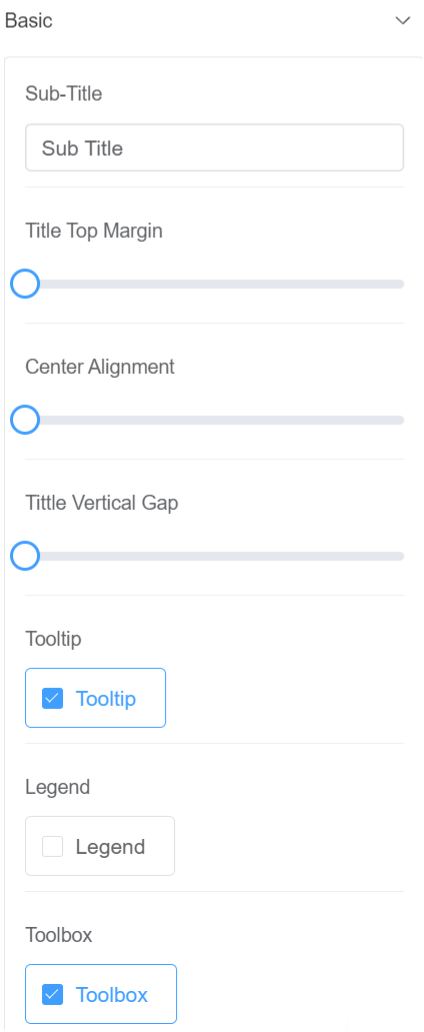 Basic
Sub-Title
Sub Title
Title Top Margin
Center Alignment
Tittle Vertical Gap
Tooltip
Tooltip
Legend
Legend
Toolbox
Toolbox